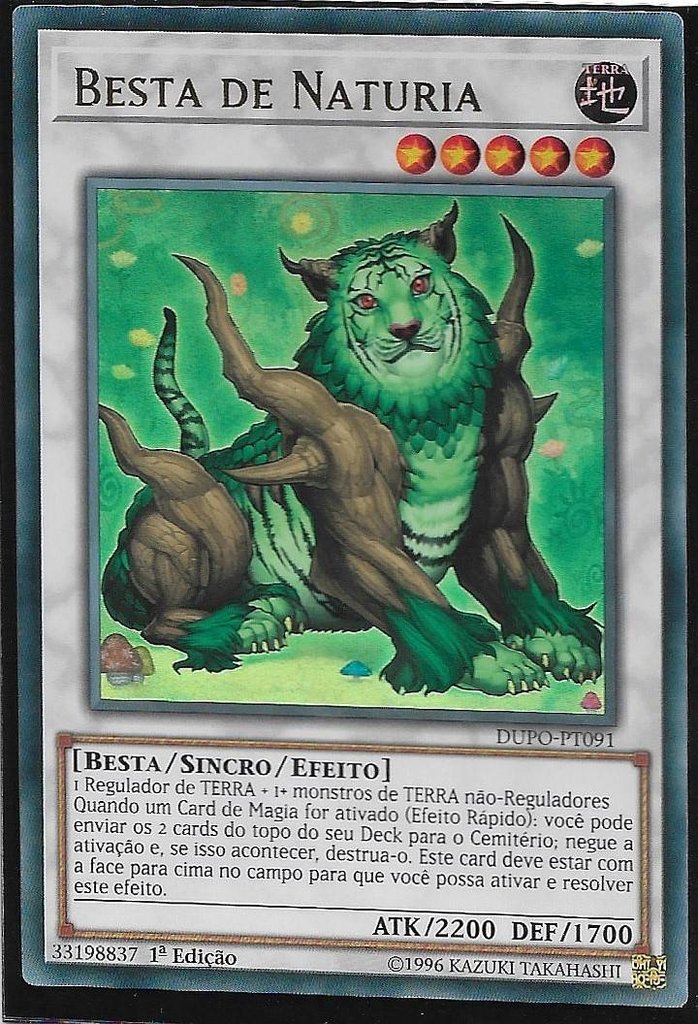 BESTA DE NATURIA
TERRA
地
DUPO-PT091
[BESTA/SINCRO/EFEITO]
1 Regulador de TERRA + 1+ monstros de TERRA não-Reguladores
Quando um Card de Magia for ativado (Efeito Rápido): você pode
enviar os 2 cards do topo do seu Deck para o Cemitério; negue a
ativação e, se isso acontecer, destrua-o. Este card deve estar com
a face para cima no campo para que você possa ativar e resolver
este efeito.
ATK/2200 DEF/1700
33198837 1ª Edição
©1996 KAZUKI TAKAHASHI